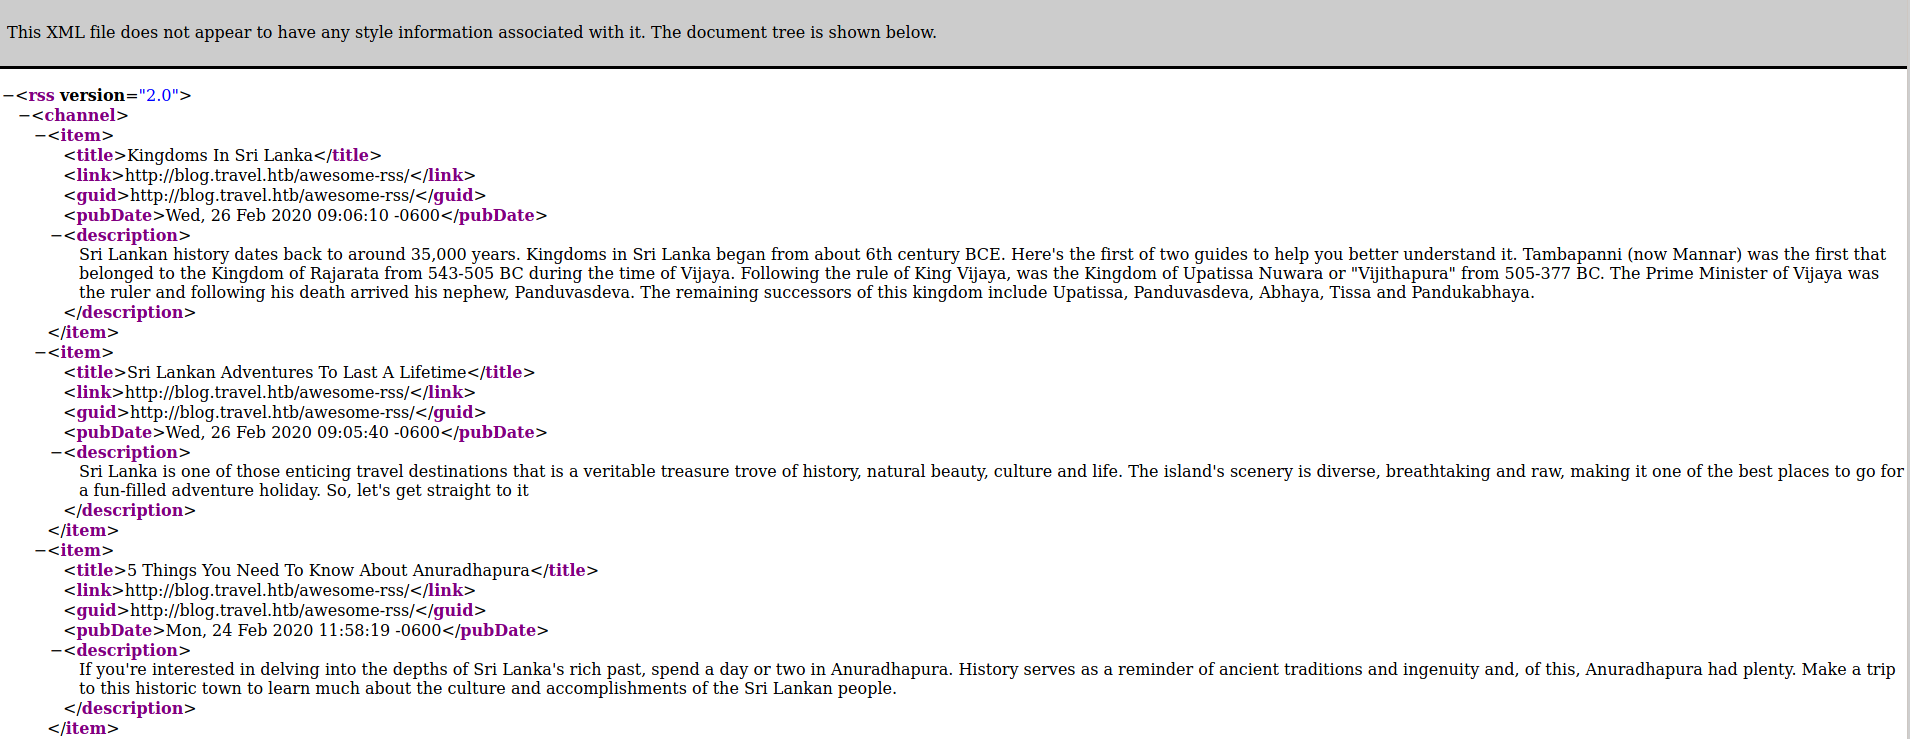 This XML file does not appear to have any style information associated with it. The document tree is shown below.
−<rss version="2.0">
−<channel>
−<item>
<title>Kingdoms In Sri Lanka</title>
<link>http://blog.travel.htb/awesome-rss/</link>
<guid>http://blog.travel.htb/awesome-rss/</guid>
<pubDate>Wed, 26 Feb 2020 09:06:10 -0600</pubDate>
−<description>
Sri Lankan history dates back to around 35,000 years. Kingdoms in Sri Lanka began from about 6th century BCE. Here's the first of two guides to help you better understand it. Tambapanni (now Mannar) was the first that
belonged to the Kingdom of Rajarata from 543-505 BC during the time of Vijaya. Following the rule of King Vijaya, was the Kingdom of Upatissa Nuwara or "Vijithapura" from 505-377 BC. The Prime Minister of Vijaya was
the ruler and following his death arrived his nephew, Panduvasdeva. The remaining successors of this kingdom include Upatissa, Panduvasdeva, Abhaya, Tissa and Pandukabhaya.
</description>
</item>
−<item>
<title>Sri Lankan Adventures To Last A Lifetime</title>
<link>http://blog.travel.htb/awesome-rss/</link>
<guid>http://blog.travel.htb/awesome-rss/</guid>
<pubDate>Wed, 26 Feb 2020 09:05:40 -0600</pubDate>
−<description>
Sri Lanka is one of those enticing travel destinations that is a veritable treasure trove of history, natural beauty, culture and life. The island's scenery is diverse, breathtaking and raw, making it one of the best places to go for
a fun-filled adventure holiday. So, let's get straight to it
</description>
</item>
−<item>
<title>5 Things You Need To Know About Anuradhapura</title>
<link>http://blog.travel.htb/awesome-rss/</link>
<guid>http://blog.travel.htb/awesome-rss/</guid>
<pubDate>Mon, 24 Feb 2020 11:58:19 -0600</pubDate>
−<description>
If you're interested in delving into the depths of Sri Lanka's rich past, spend a day or two in Anuradhapura. History serves as a reminder of ancient traditions and ingenuity and, of this, Anuradhapura had plenty. Make a trip
to this historic town to learn much about the culture and accomplishments of the Sri Lankan people.
</description>
</item>